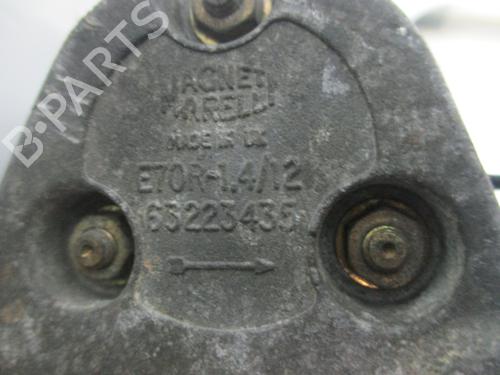 MAGNETI
MARELLI
MADE IN UK
E70R-1.4/12
63223435
B-PARTS